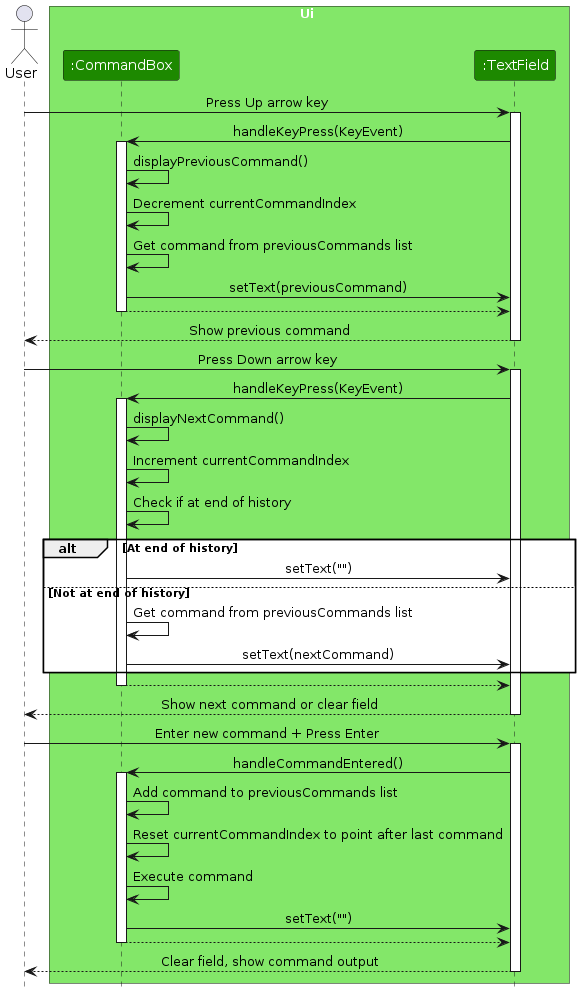 Ui
User
:CommandBox
:TextField
Press Up arrow key
handleKeyPress(KeyEvent)
displayPreviousCommand()
Decrement currentCommandIndex
Get command from previousCommands list
setText(previousCommand)
Show previous command
Press Down arrow key
handleKeyPress(KeyEvent)
displayNextCommand()
Increment currentCommandIndex
Check if at end of history
alt [At end of history]
setText("")
[Not at end of history]
Get command from previousCommands list
setText(nextCommand)
Show next command or clear field
Enter new command + Press Enter
handleCommandEntered()
Add command to previousCommands list
Reset currentCommandIndex to point after last command
Execute command
setText("")
Clear field, show command output